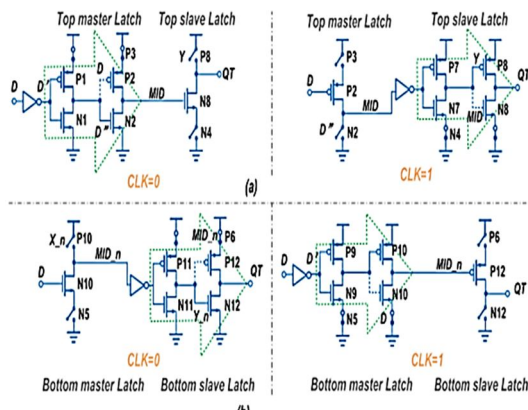 Top master Latch Top slave Latch
Top master Latch Top slave Latch
P3
Y P8
P1 D P2
D D' QT
MID N8
N1 N2
D'' N4
CLK=0
P3
D P2
MID
D'' N2
P7 Y P8
QT
N7 MID N8
N4
CLK=1
(a)
X_n P10
MID_n
D N10
N5
MID_n P6
P11 P12
QT
N11 N12
Y_n
CLK=0
P9 P10
D D'
N9 N10
N5 D
MID_n
P6
P12
QT
N12
CLK=1
Bottom master Latch Bottom slave Latch
Bottom master Latch Bottom slave Latch